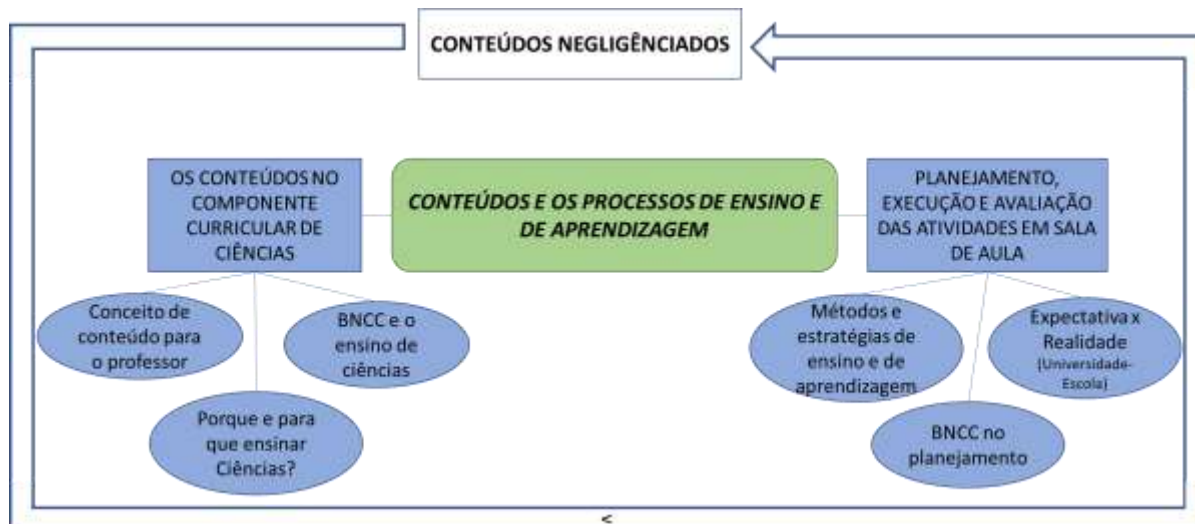 CONTEÚDOS NEGLIGÊNCIADOS
OS CONTEÚDOS NO
COMPONENTE
CURRICULAR DE
CIÊNCIAS
CONTEÚDOS E OS PROCESSOS DE ENSINO E
DE APRENDIZAGEM
PLANEJAMENTO,
EXECUÇÃO E AVALIAÇÃO
DAS ATIVIDADES EM SALA
DE AULA
Conceito de
conteúdo para
o professor
BNCC e o
ensino de
ciências
Porque e para
que ensinar
Ciências?
Métodos e
estratégias de
ensino e de
aprendizagem
Expectativa x
Realidade
(Universidade-
Escola)
BNCC no
planejamento
<